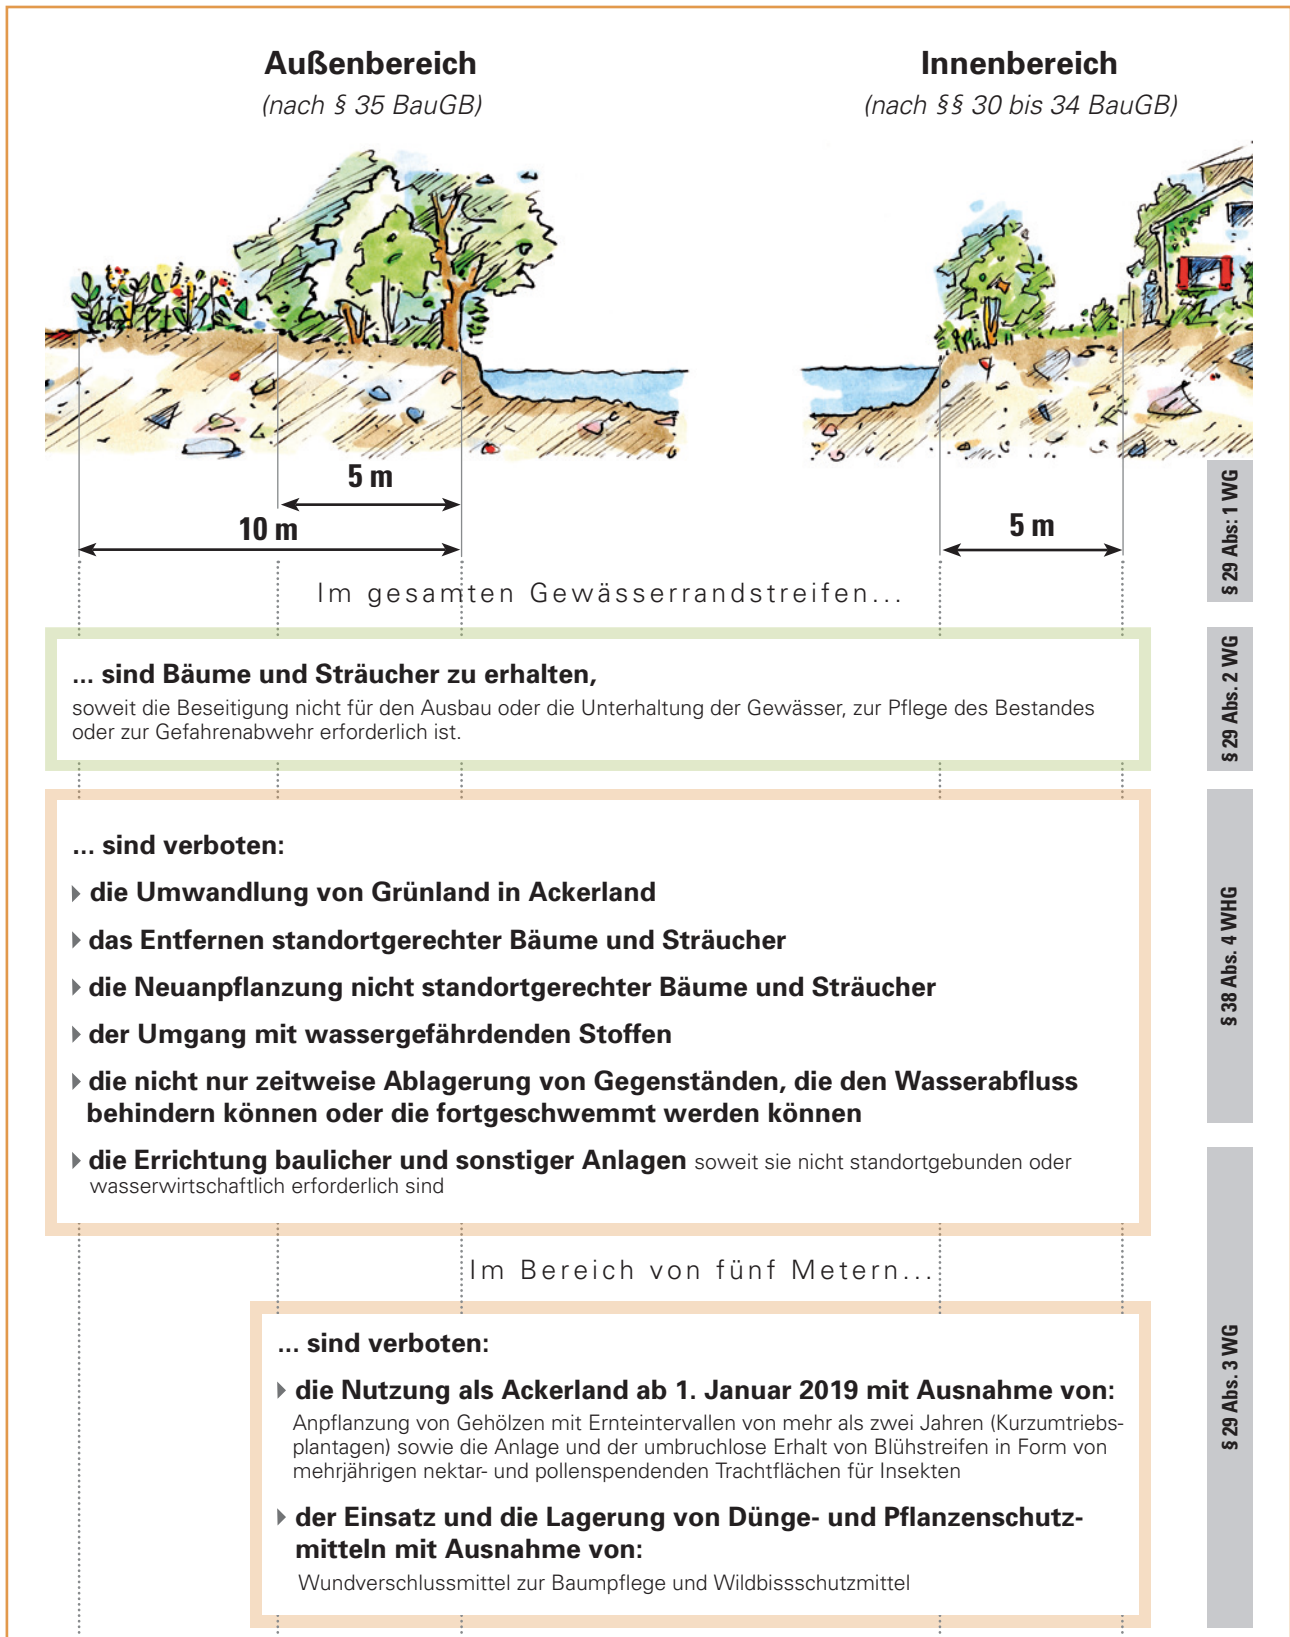 Außenbereich
(nach § 35 BauGB)
Innenbereich
(nach §§ 30 bis 34 BauGB)
5 m
10 m
5 m
§ 29 Abs: 1 WG
Im gesamten Gewässerrandstreifen...
... sind Bäume und Sträucher zu erhalten,
soweit die Beseitigung nicht für den Ausbau oder die Unterhaltung der Gewässer, zur Pflege des Bestandes
oder zur Gefahrenabwehr erforderlich ist.
§ 29 Abs. 2 WG
... sind verboten:
die Umwandlung von Grünland in Ackerland
das Entfernen standortgerechter Bäume und Sträucher
die Neuanpflanzung nicht standortgerechter Bäume und Sträucher
der Umgang mit wassergefährdenden Stoffen
die nicht nur zeitweise Ablagerung von Gegenständen, die den Wasserabfluss
behindern können oder die fortgeschwemmt werden können
die Errichtung baulicher und sonstiger Anlagen soweit sie nicht standortgebunden oder
wasserwirtschaftlich erforderlich sind
§ 38 Abs. 4 WHG
Im Bereich von fünf Metern...
... sind verboten:
die Nutzung als Ackerland ab 1. Januar 2019 mit Ausnahme von:
Anpflanzung von Gehölzen mit Ernteintervallen von mehr als zwei Jahren (Kurzumtriebs-
plantagen) sowie die Anlage und der umbruchlose Erhalt von Blühstreifen in Form von
mehrjährigen nektar- und pollenspendenden Trachtflächen für Insekten
der Einsatz und die Lagerung von Dünge- und Pflanzenschutz-
mitteln mit Ausnahme von:
Wundverschlussmittel zur Baumpflege und Wildbissschutzmittel
§ 29 Abs. 3 WG